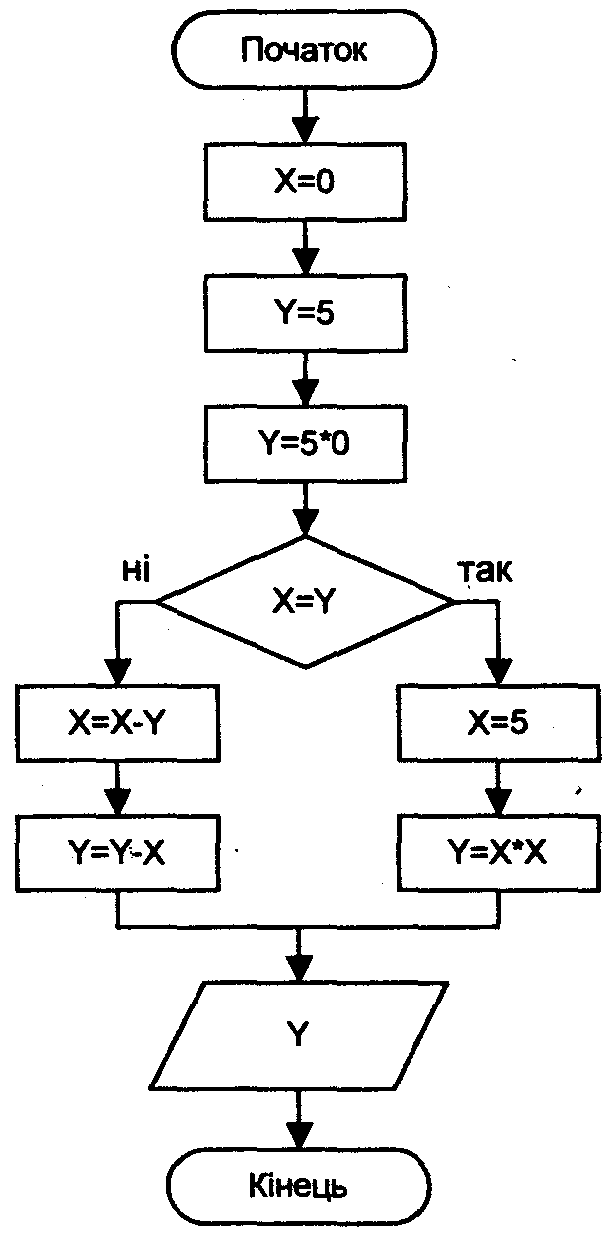 Початок
X=0
Y=5
Y=5*0
ні
так
X=Y
X=X-Y
X=5
Y=Y-X
Y=X*X
Y
Кінець